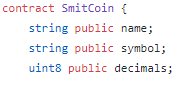 contract SmitCoin {
string public name;
string public symbol;
uint8 public decimals;